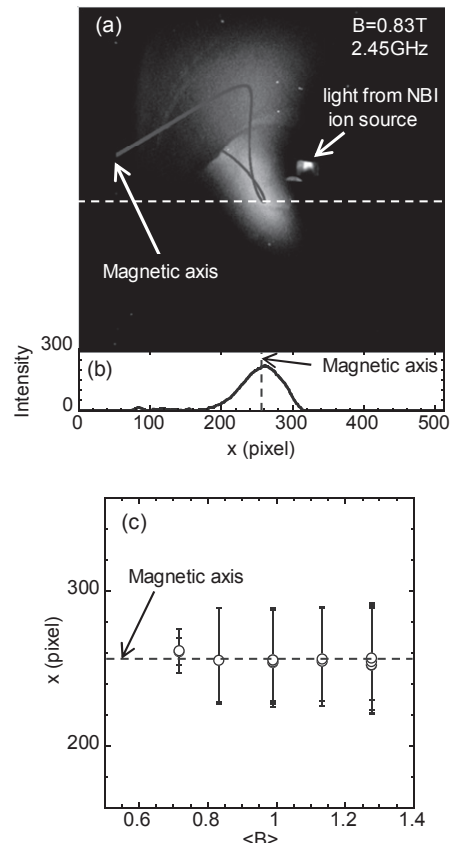 (a)
B=0.83T
2.45GHz
light from NBI
ion source
Magnetic axis
300
Intensity
(b)
Magnetic axis
0
0 100 200 300 400 500
x (pixel)
(c)
Magnetic axis
300
x (pixel)
200
0.6 0.8 1 1.2 1.4
<B>